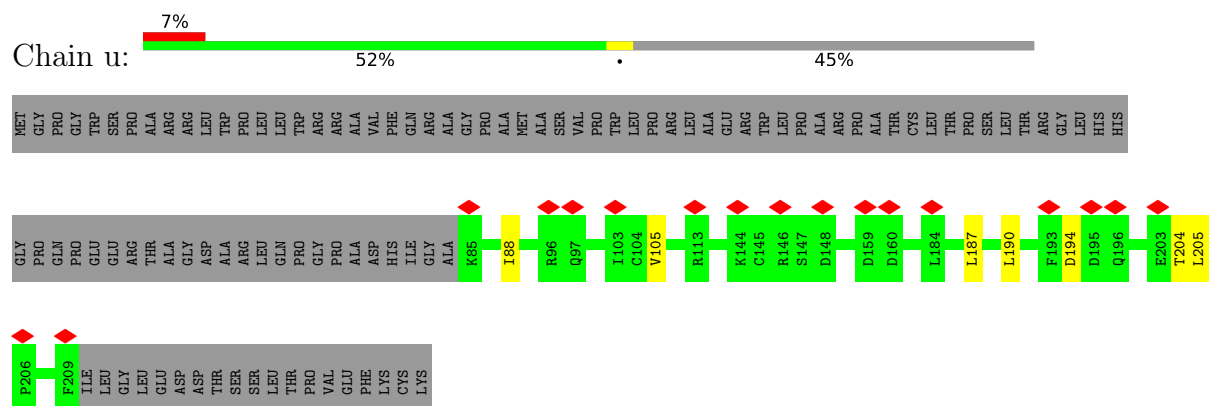 7%
Chain u:
52% • 45%
MET GLY PRO GLY TRP SER PRO ALA ARG ARG LEU TRP PRO LEU LEU TRP ARG ARG ALA VAL PHE GLN ARG ALA GLY PRO ALA MET ALA SER VAL PRO TRP LEU PRO ARG LEU ALA GLU ARG TRP LEU PRO ALA ARG PRO ALA THR CYS LEU THR PRO SER LEU THR ARG GLY LEU HIS HIS
GLY PRO GLN PRO GLU GLU ARG THR ALA GLY ASP ALA ARG LEU GLN PRO GLY PRO ALA ASP HIS ILE GLY ALA K85 I88 R96 Q97 I103 C104 V105 R113 K144 C145 R146 S147 D148 D159 D160 L184 L187 L190 F193 D194 D195 Q196 E203 T204 L205
P206 F209 ILE LEU GLY LEU GLU ASP ASP THR SER SER LEU THR PRO VAL GLU PHE LYS CYS LYS